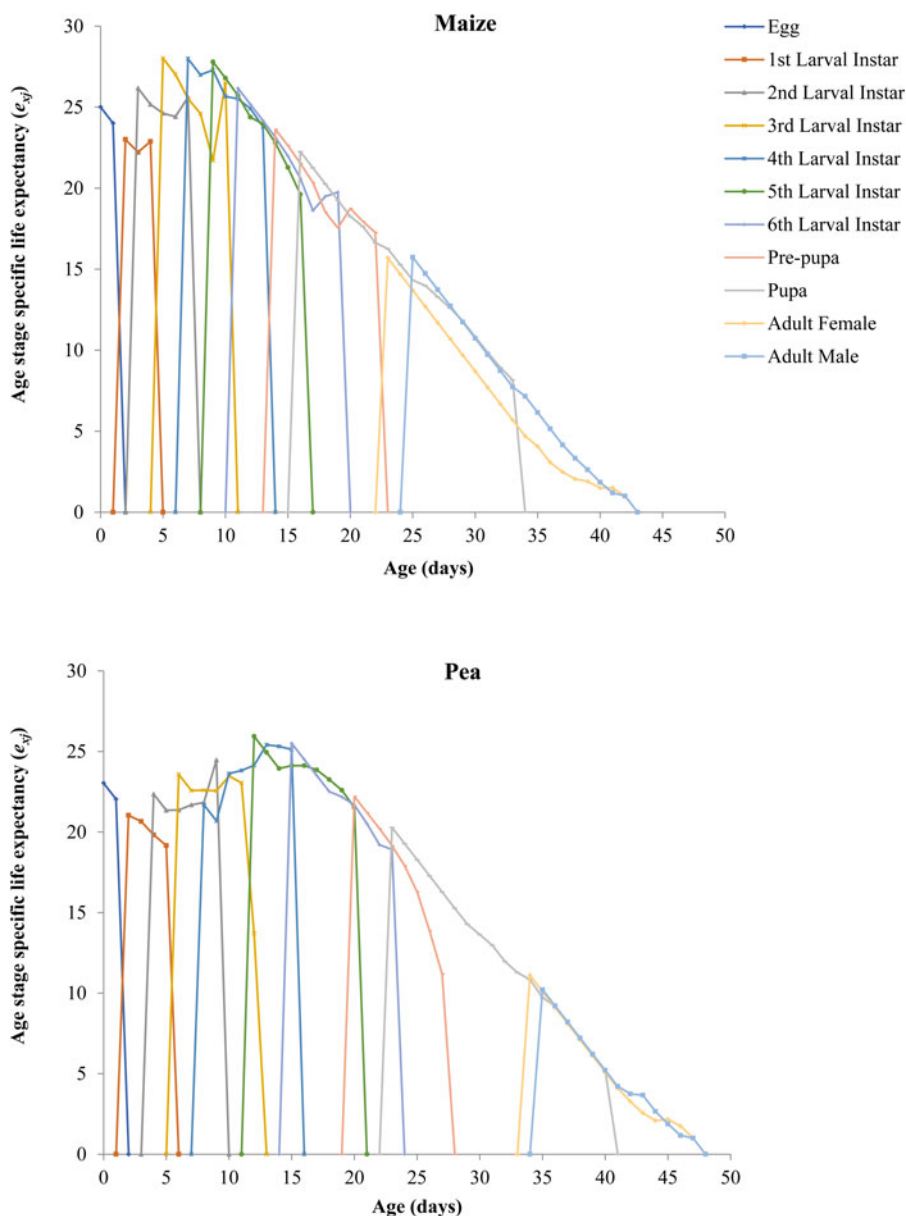 Maize
Age stage specific life expectancy (exj)
30
25
20
15
10
5
0
0 5 10 15 20 25 30 35 40 45 50
Age (days)
Egg
1st Larval Instar
2nd Larval Instar
3rd Larval Instar
4th Larval Instar
5th Larval Instar
6th Larval Instar
Pre-pupa
Pupa
Adult Female
Adult Male
Pea
Age stage specific life expectancy (exj)
30
25
20
15
10
5
0
0 5 10 15 20 25 30 35 40 45 50
Age (days)